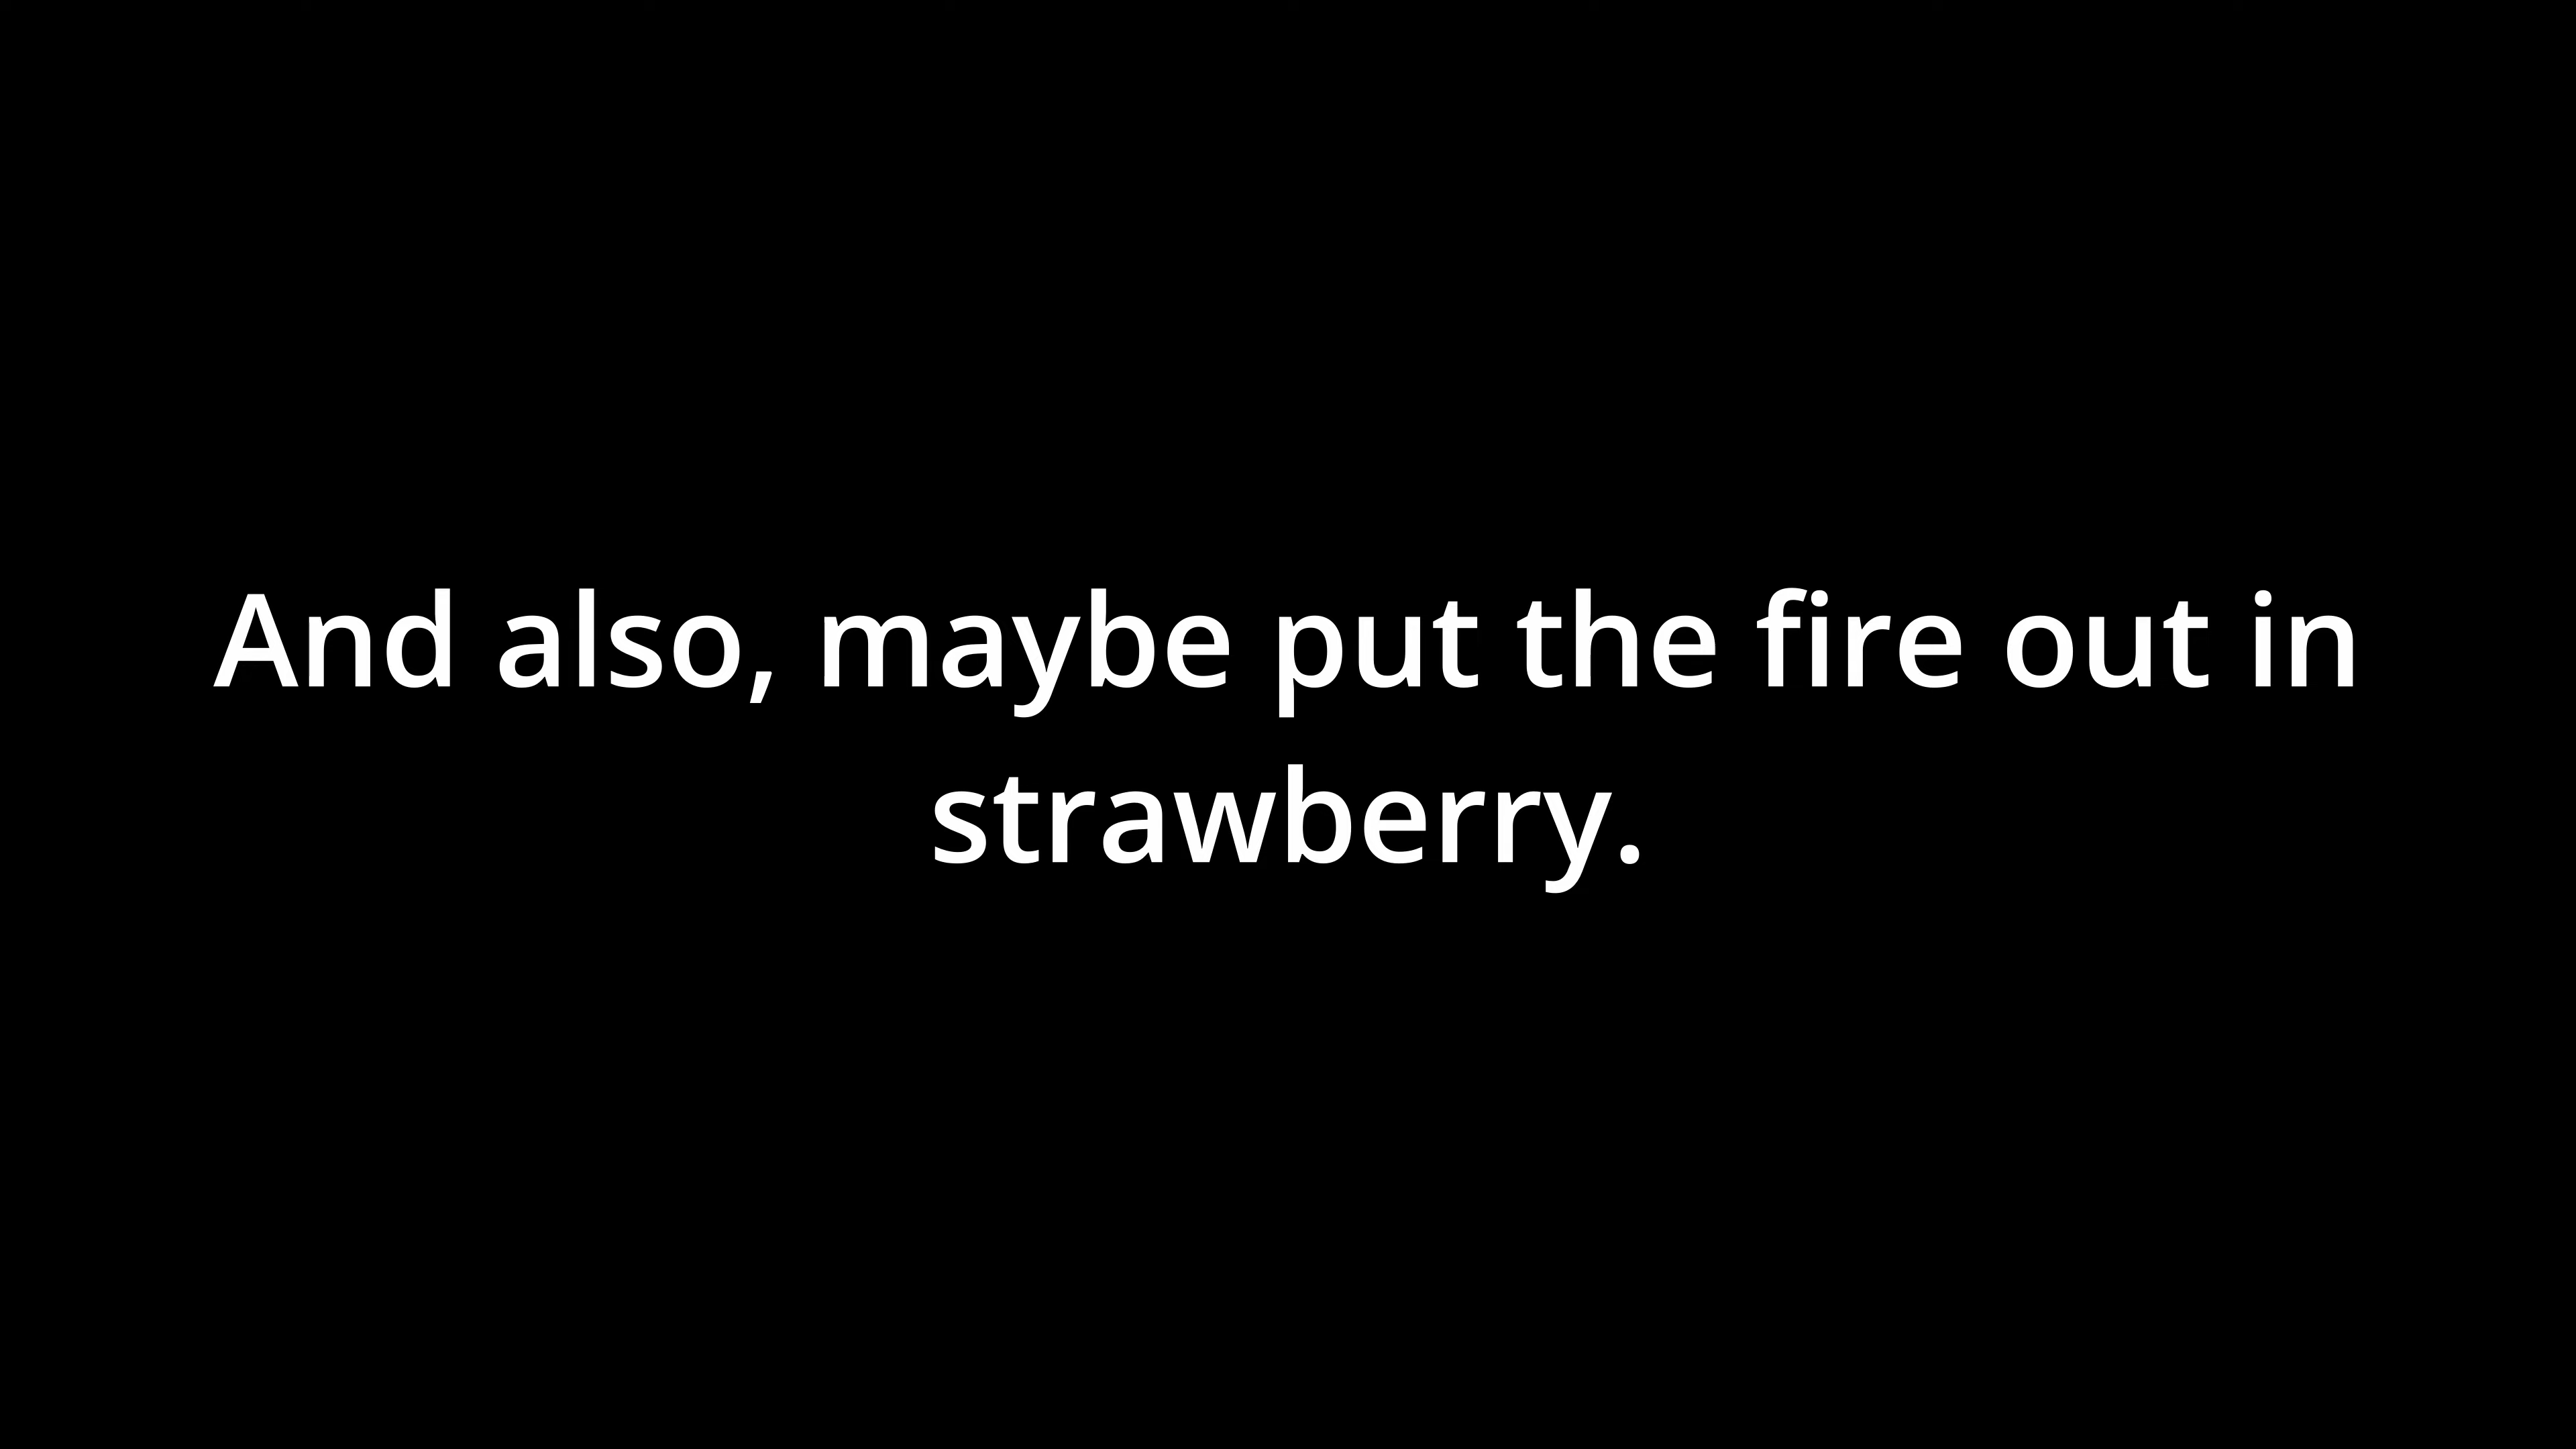 And also, maybe put the fire out in
strawberry.